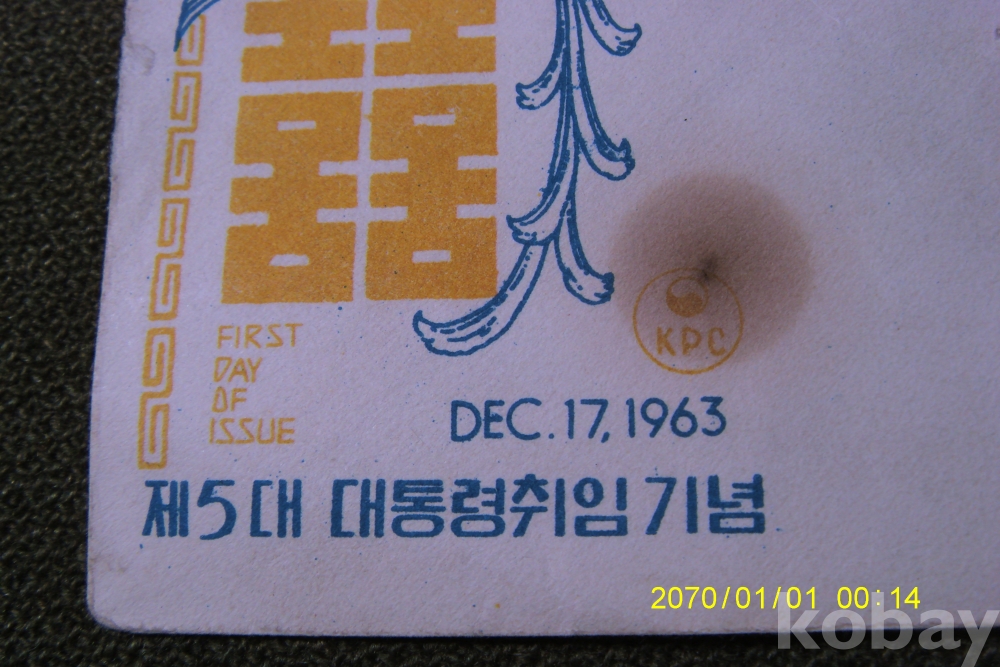 囍
FIRST
DAY
OF
ISSUE
KPC
DEC. 17, 1963
제5대 대통령취임기념
2070/01/01 00:14
kobay